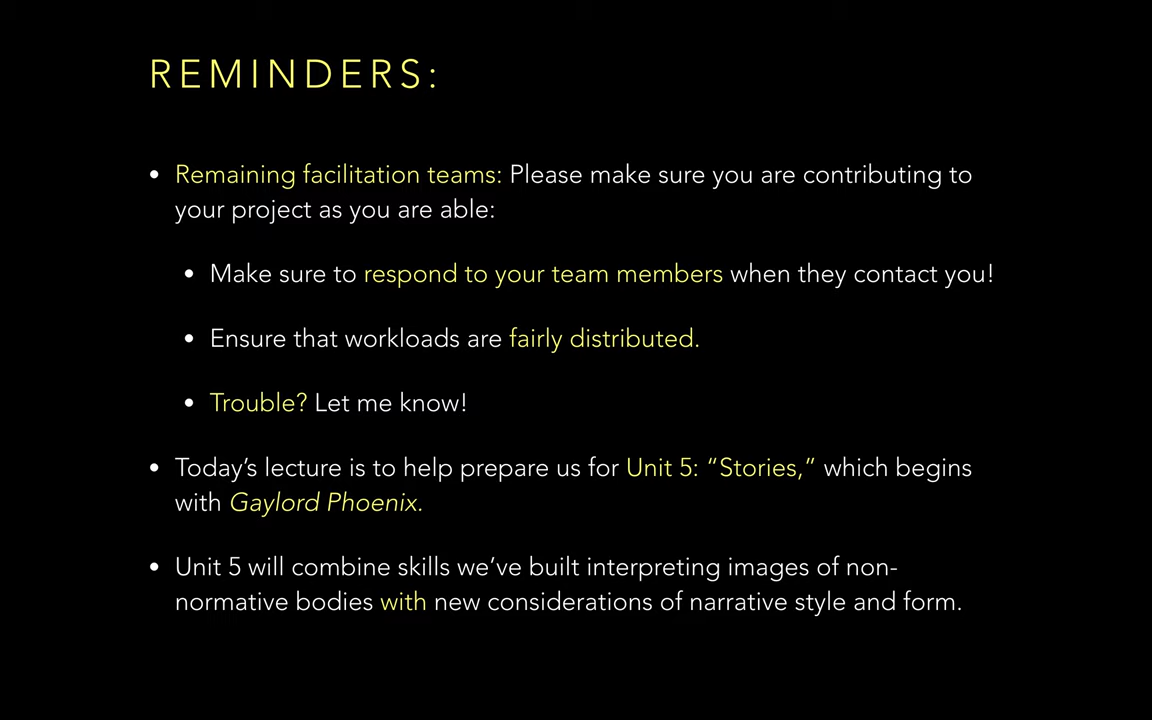 REMINDERS:
• Remaining facilitation teams: Please make sure you are contributing to
your project as you are able:
• Make sure to respond to your team members when they contact you!
• Ensure that workloads are fairly distributed.
• Trouble? Let me know!
• Today’s lecture is to help prepare us for Unit 5: “Stories,” which begins
with Gaylord Phoenix.
• Unit 5 will combine skills we’ve built interpreting images of non-
normative bodies with new considerations of narrative style and form.